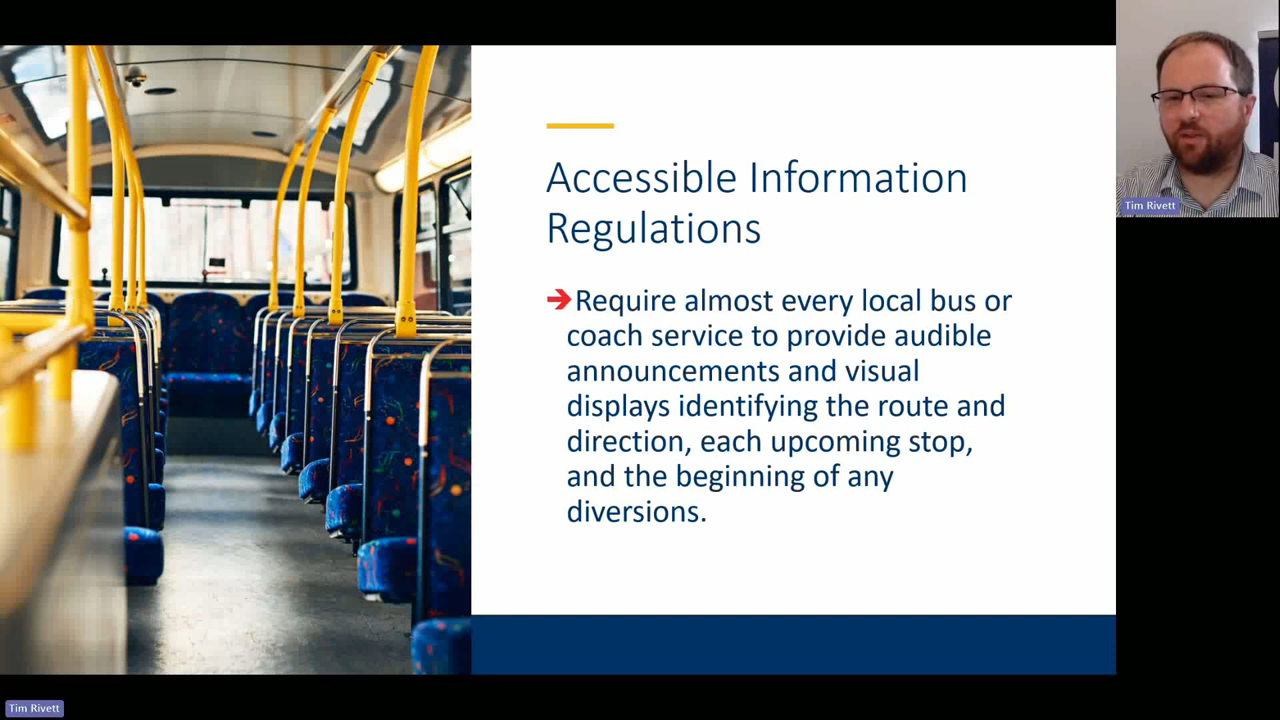 Accessible Information
Regulations
➔Require almost every local bus or
coach service to provide audible
announcements and visual
displays identifying the route and
direction, each upcoming stop,
and the beginning of any
diversions.
Tim Rivett
Tim Rivett